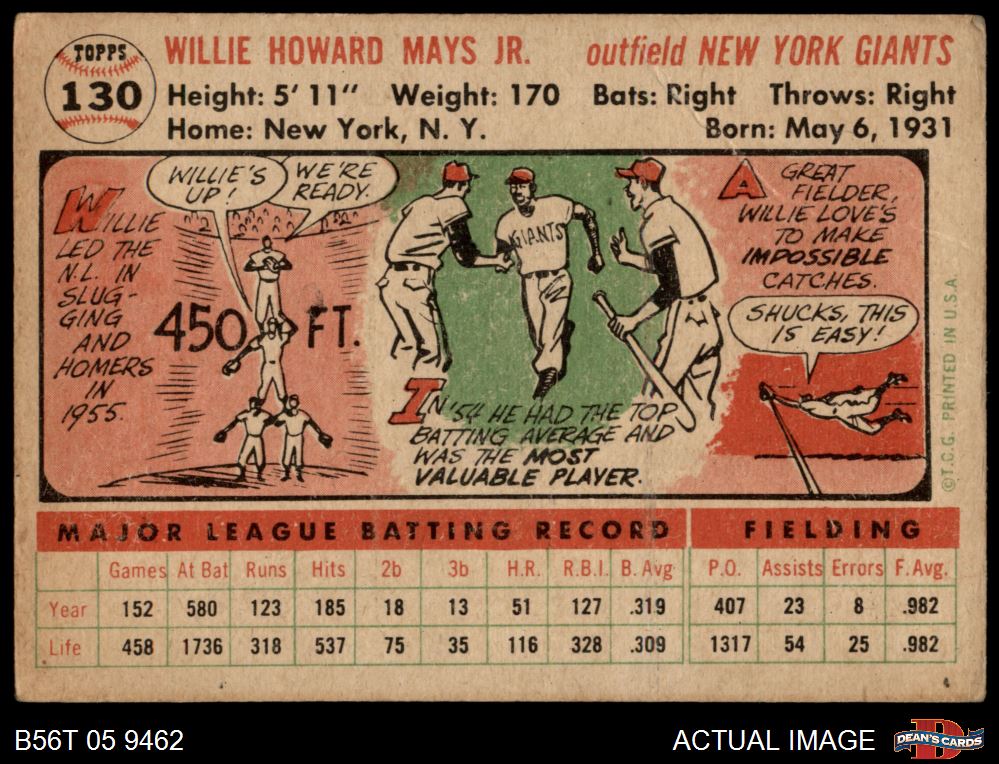 TOPPS
130
WILLIE HOWARD MAYS JR. outfield NEW YORK GIANTS
Height: 5' 11" Weight: 170 Bats: Right Throws: Right
Home: New York, N. Y. Born: May 6, 1931
WILLIE
LED THE
N.L. IN
SLUG-
GING
AND
HOMERS
IN
1955.
WILLIE'S
UP!
WE'RE
READY.
450 FT.
GIANTS
IN '54 HE HAD THE TOP
BATTING AVERAGE AND
WAS THE MOST
VALUABLE PLAYER.
A GREAT
FIELDER,
WILLIE LOVE'S
TO MAKE
IMPOSSIBLE
CATCHES.
SHUCKS, THIS
IS EASY!
©T.C.G. PRINTED IN U.S.A.
MAJOR LEAGUE BATTING RECORD FIELDING
Games At Bat Runs Hits 2b 3b H.R. R.B.I. B. Avg. P.O. Assists Errors F. Avg.
Year 152 580 123 185 18 13 51 127 .319 407 23 8 .982
Life 458 1736 318 537 75 35 116 328 .309 1317 54 25 .982
B56T 05 9462 ACTUAL IMAGE
DEAN'S CARDS